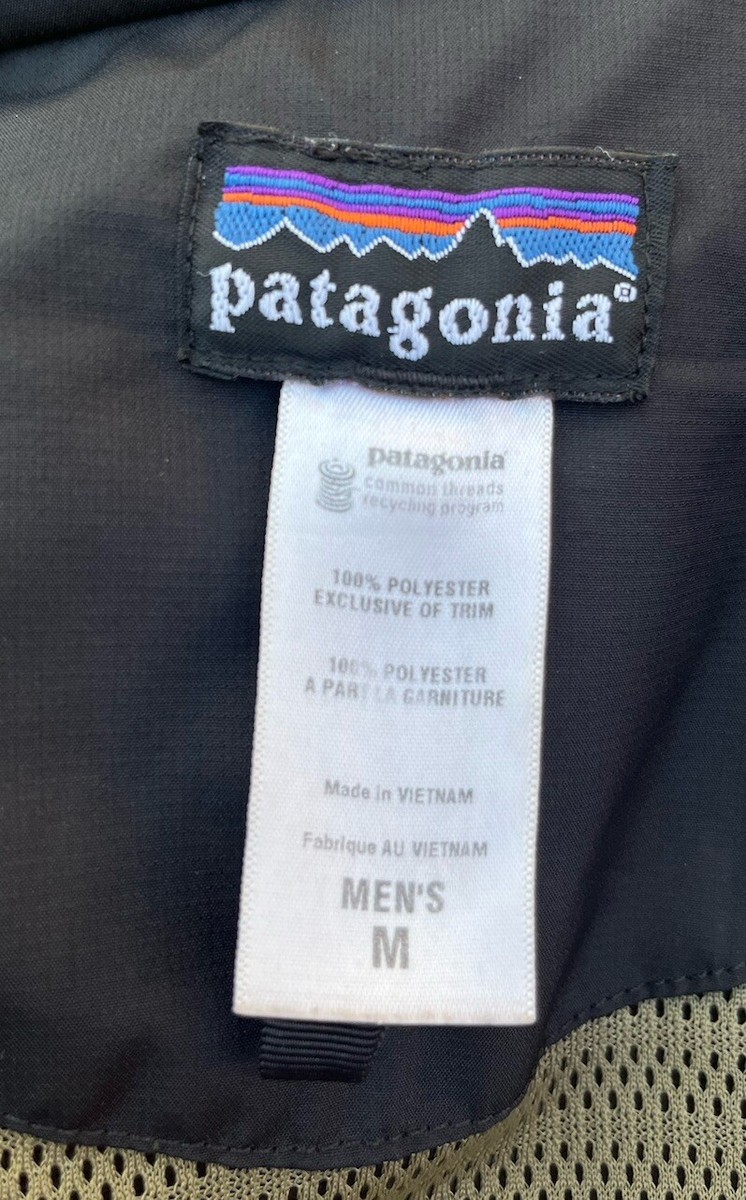 patagonia®
patagonia®
common threads
recycling program
100% POLYESTER
EXCLUSIVE OF TRIM
100% POLYESTER
A PART LA GARNITURE
Made in VIETNAM
Fabrique AU VIETNAM
MEN'S
M